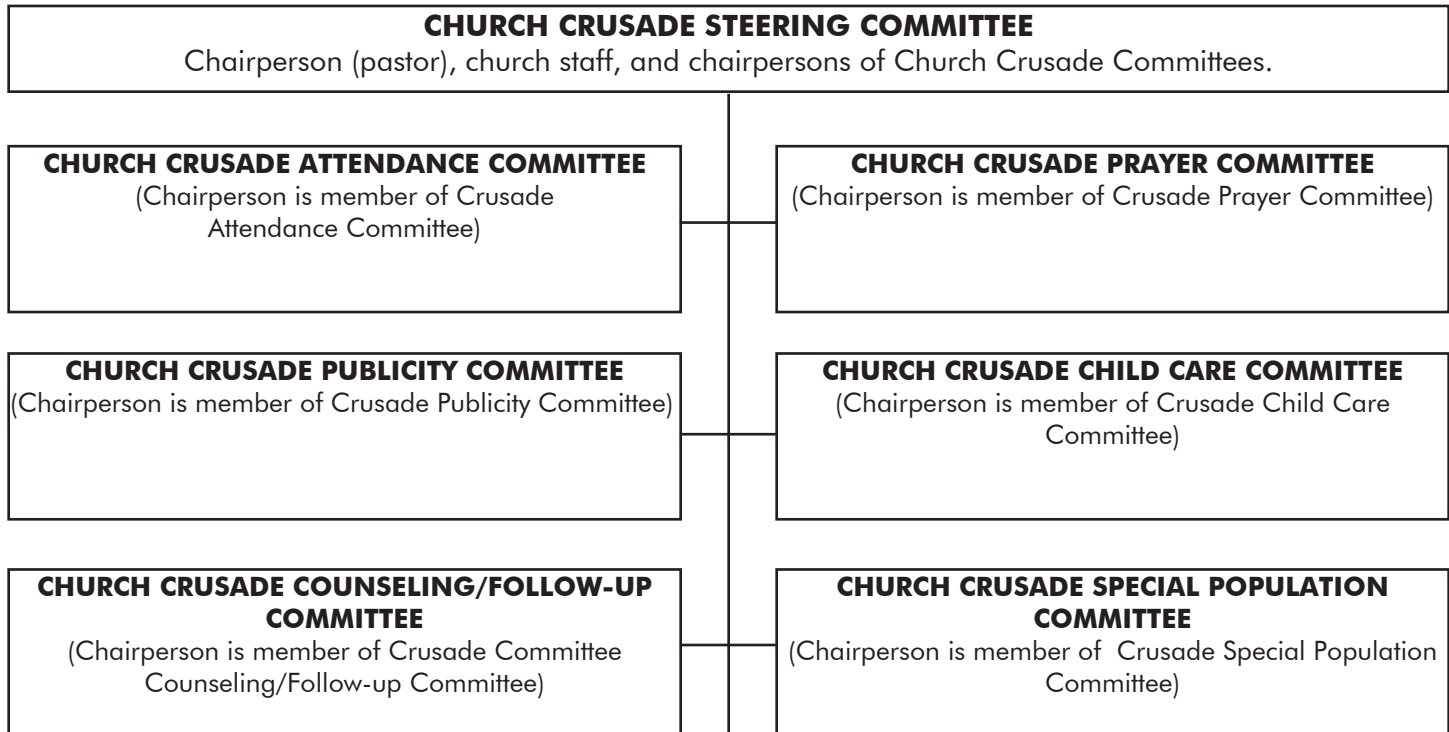 CHURCH CRUSADE STEERING COMMITTEE
Chairperson (pastor), church staff, and chairpersons of Church Crusade Committees.
CHURCH CRUSADE ATTENDANCE COMMITTEE
(Chairperson is member of Crusade
Attendance Committee)
CHURCH CRUSADE PRAYER COMMITTEE
(Chairperson is member of Crusade Prayer Committee)
CHURCH CRUSADE PUBLICITY COMMITTEE
(Chairperson is member of Crusade Publicity Committee)
CHURCH CRUSADE CHILD CARE COMMITTEE
(Chairperson is member of Crusade Child Care
Committee)
CHURCH CRUSADE COUNSELING/FOLLOW-UP
COMMITTEE
(Chairperson is member of Crusade Committee
Counseling/Follow-up Committee)
CHURCH CRUSADE SPECIAL POPULATION
COMMITTEE
(Chairperson is member of  Crusade Special Population
Committee)